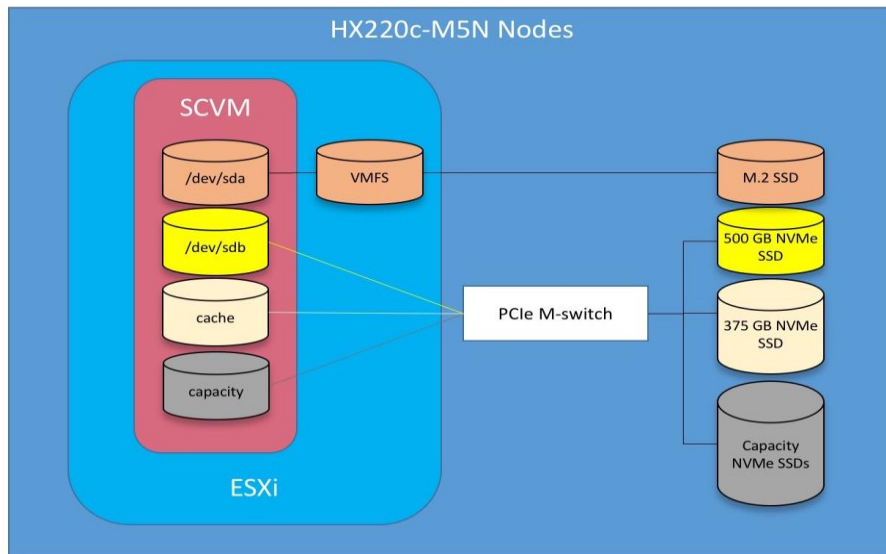 HX220c-M5N Nodes
SCVM
/dev/sda
VMFS
M.2 SSD
/dev/sdb
500 GB NVMe
SSD
cache
PCIe M-switch
375 GB NVMe
SSD
capacity
Capacity
NVMe SSDs
ESXi